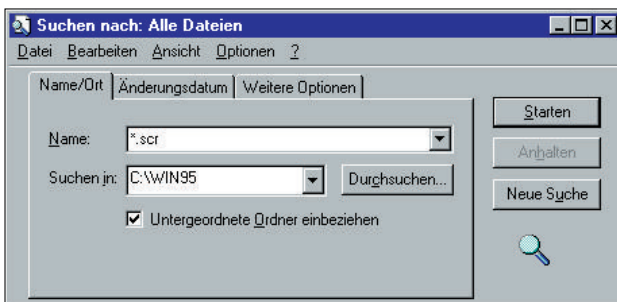 Suchen nach: Alle Dateien
Datei Bearbeiten Ansicht Optionen ?
Name/Ort Änderungsdatum Weitere Optionen
Name: *.scr
Suchen in: C:\WIN95 Durchsuchen...
Untergeordnete Ordner einbeziehen
Starten
Anhalten
Neue Suche